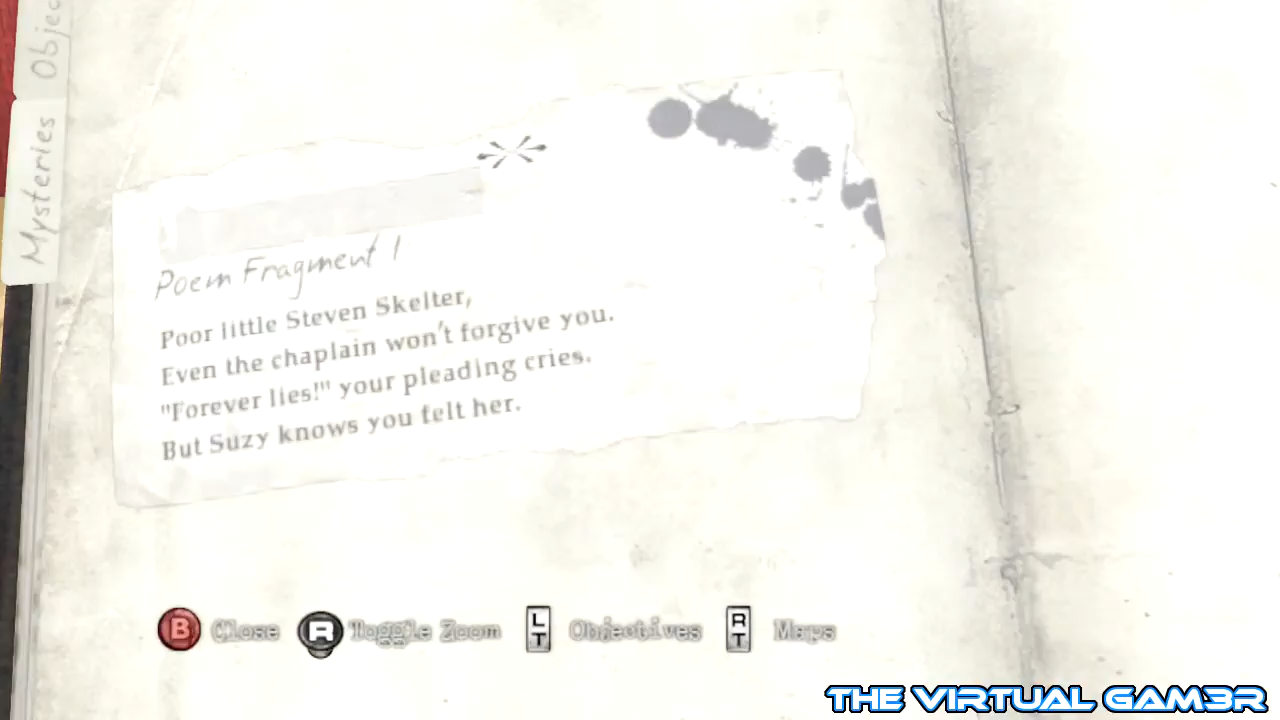 Objec
Mysteries
Poem Fragment 1
Poor little Steven Skelter,
Even the chaplain won't forgive you.
"Forever lies!"' your pleading cries.
But Suzy knows you felt her.
B Close R Toggle Zoom LT Objectives RT Maps
THE VIRTUAL GAM3R